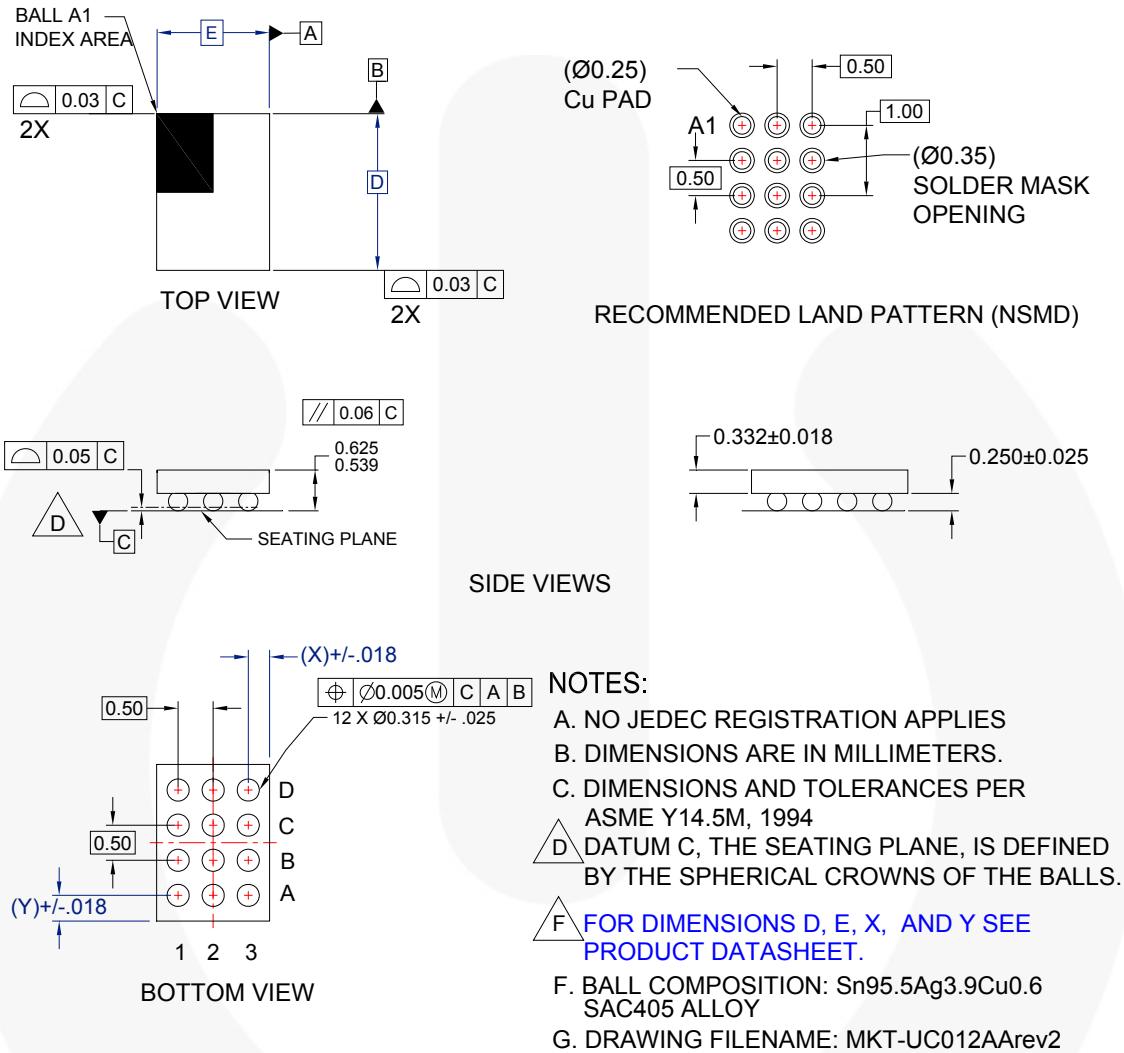 BALL A1
INDEX AREA
E
A
B
0.03 C
2X
D
0.03 C
2X
TOP VIEW
(Ø0.25)
Cu PAD
0.50
1.00
A1
0.50
(Ø0.35)
SOLDER MASK
OPENING
RECOMMENDED LAND PATTERN (NSMD)
// 0.06 C
0.05 C
0.625
0.539
D
C
SEATING PLANE
0.332±0.018
0.250±0.025
SIDE VIEWS
(X)+/-.018
0.50
⌖ Ø0.005Ⓜ C A B
12 X Ø0.315 +/- .025
D
C
0.50
B
A
(Y)+/-.018
1 2 3
BOTTOM VIEW
NOTES:
A. NO JEDEC REGISTRATION APPLIES
B. DIMENSIONS ARE IN MILLIMETERS.
C. DIMENSIONS AND TOLERANCES PER
ASME Y14.5M, 1994
D DATUM C, THE SEATING PLANE, IS DEFINED
BY THE SPHERICAL CROWNS OF THE BALLS.
F FOR DIMENSIONS D, E, X, AND Y SEE
PRODUCT DATASHEET.
F. BALL COMPOSITION: Sn95.5Ag3.9Cu0.6
SAC405 ALLOY
G. DRAWING FILENAME: MKT-UC012AArev2